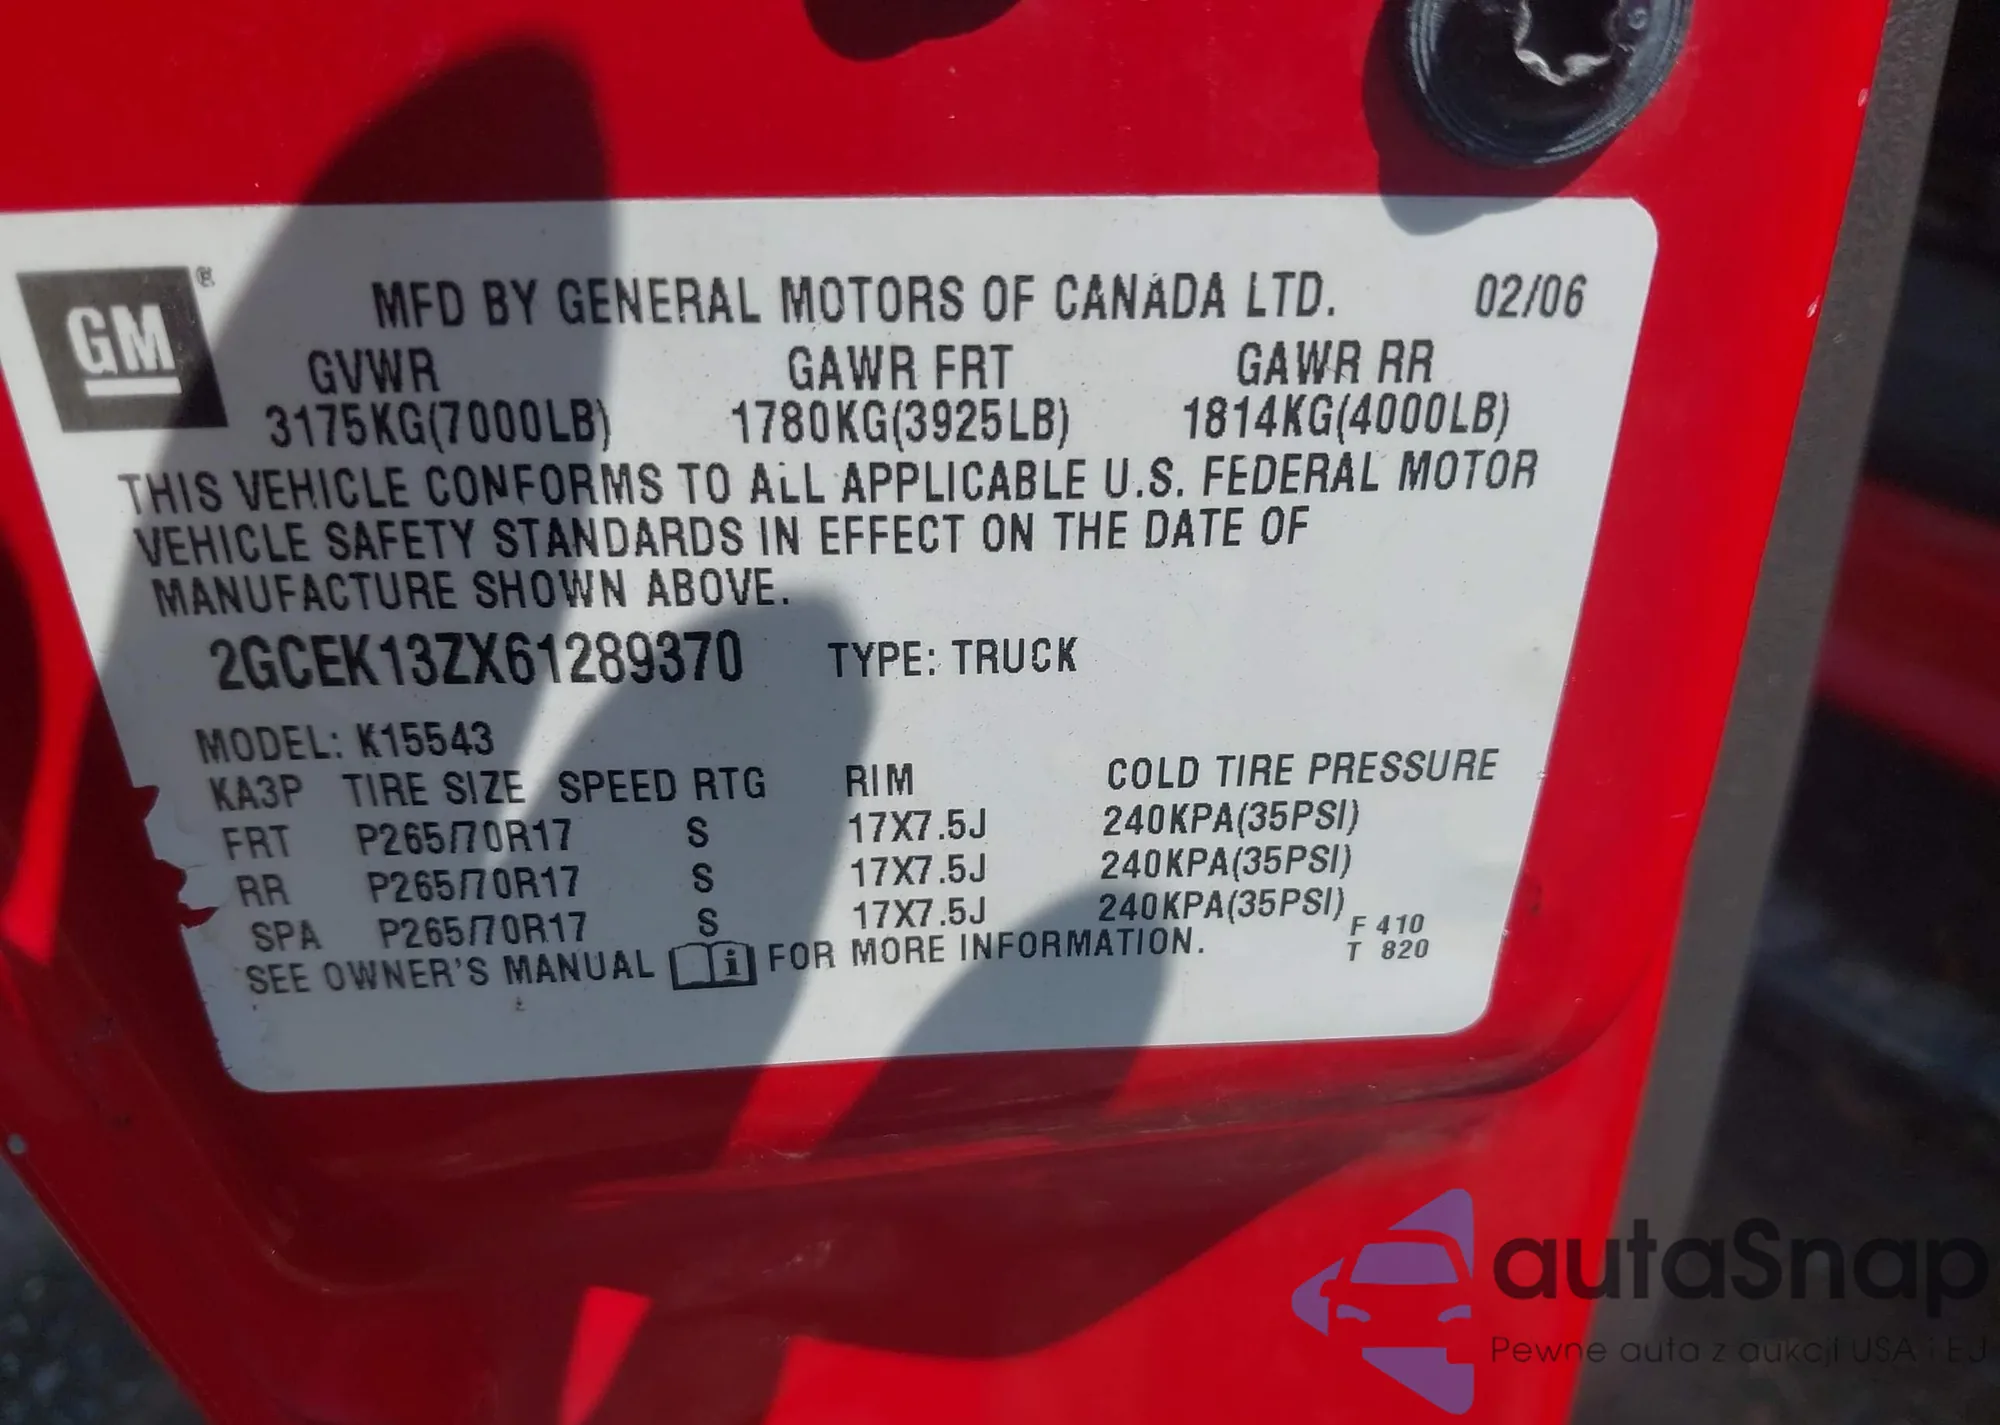 GM®
MFD BY GENERAL MOTORS OF CANADA LTD. 02/06
GVWR GAWR FRT GAWR RR
3175KG(7000LB) 1780KG(3925LB) 1814KG(4000LB)
THIS VEHICLE CONFORMS TO ALL APPLICABLE U.S. FEDERAL MOTOR
VEHICLE SAFETY STANDARDS IN EFFECT ON THE DATE OF
MANUFACTURE SHOWN ABOVE.
2GCEK13ZX61289370 TYPE: TRUCK
MODEL: K15543
KA3P TIRE SIZE SPEED RTG RIM COLD TIRE PRESSURE
FRT P265/70R17 S 17X7.5J 240KPA(35PSI)
RR P265/70R17 S 17X7.5J 240KPA(35PSI)
SPA P265/70R17 S 17X7.5J 240KPA(35PSI)
F 410
T 820
SEE OWNER'S MANUAL i FOR MORE INFORMATION.
autaSnap
Pewne auta z aukcji USA i EJ